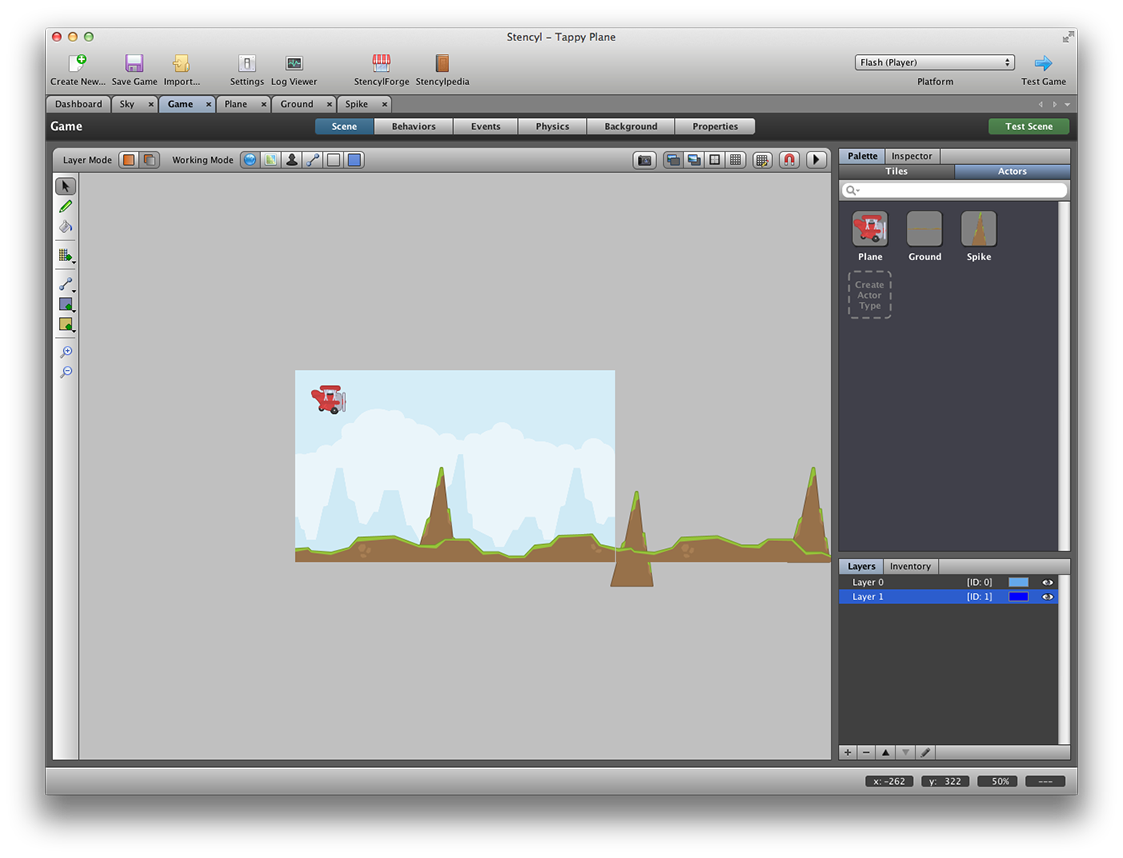 Stencyl – Tappy Plane
Create New... Save Game Import... Settings Log Viewer StencylForge Stencylpedia
Flash (Player)
Platform Test Game
Dashboard Sky × Game × Plane × Ground × Spike ×
Game Scene Behaviors Events Physics Background Properties Test Scene
Layer Mode Working Mode
Palette Inspector
Tiles Actors
Plane Ground Spike
Create
Actor
Type
Layers Inventory
Layer 0 [ID: 0]
Layer 1 [ID: 1]
x: -262 y: 322 50% ---